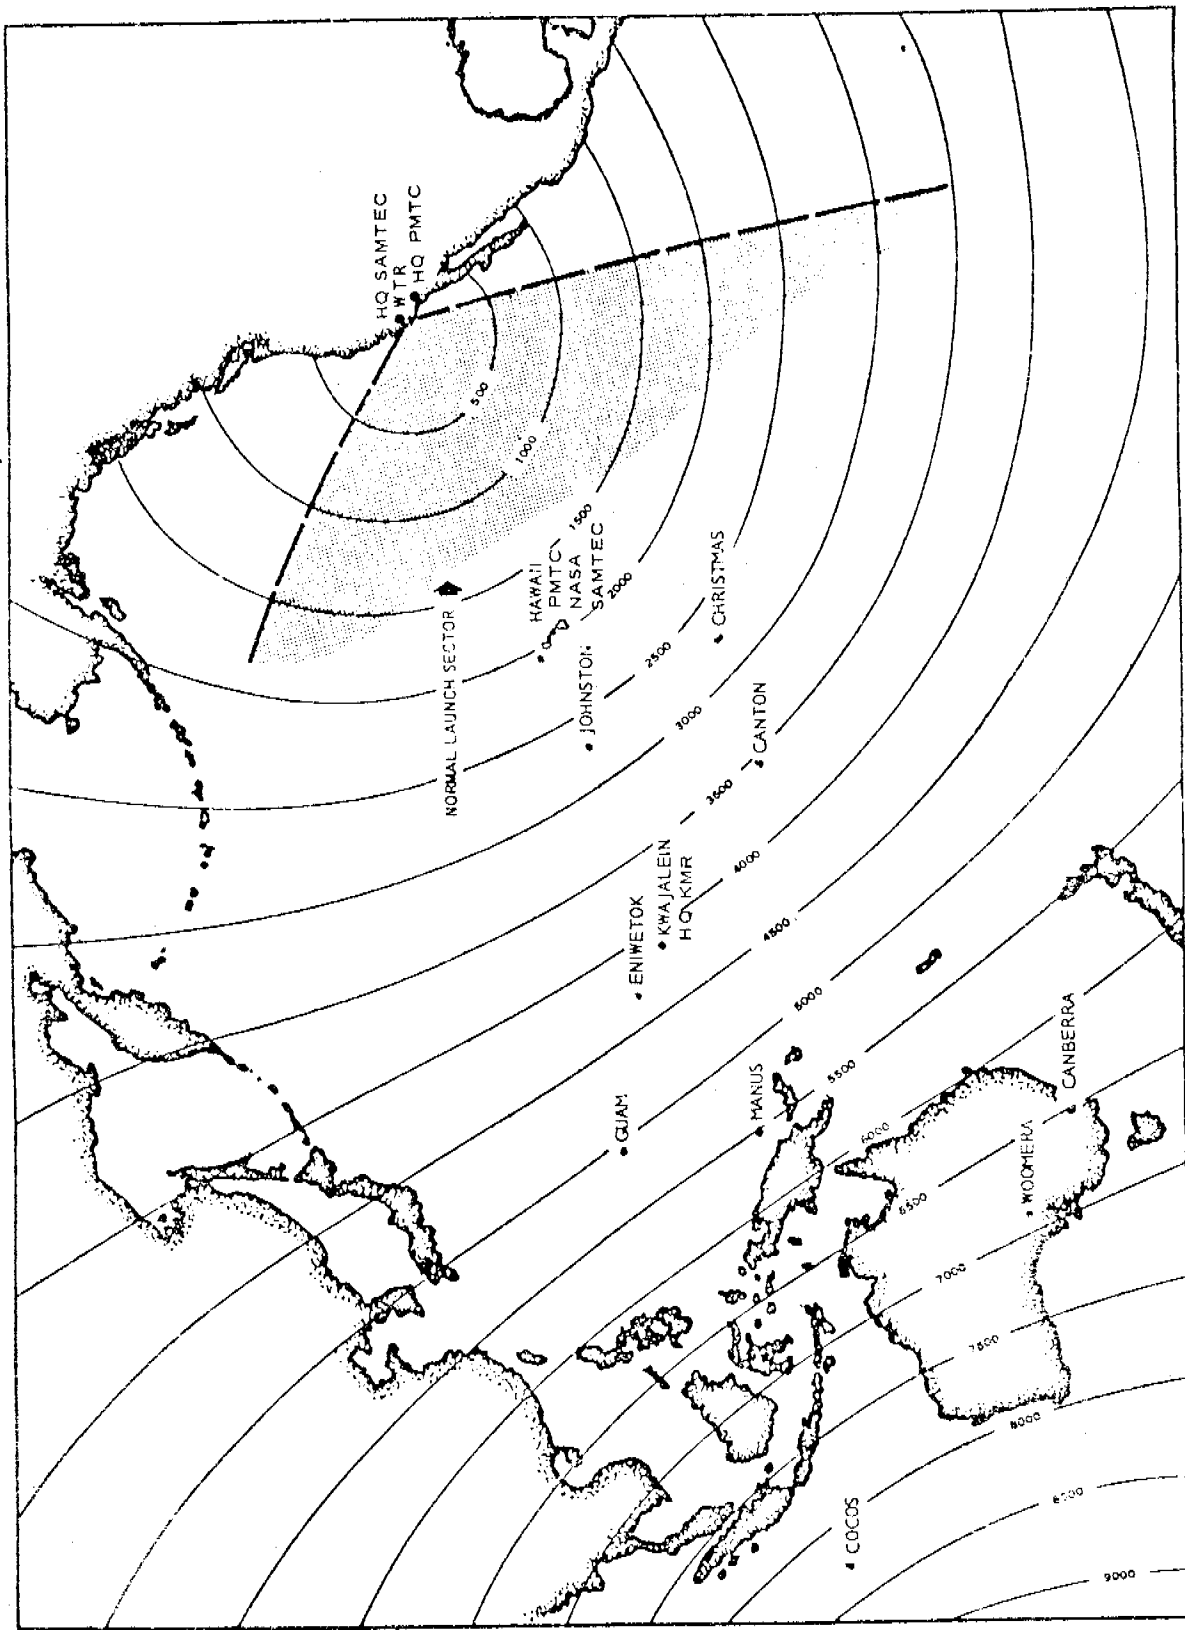 HQ SAMTEC
WTR
HQ PMTC
500
1000
1500
2000
2500
3000
3500
4000
4500
5000
5500
6000
6500
7000
7500
8000
9000
NORMAL LAUNCH SECTOR
HAWAII
PMTC
NASA
SAMTEC
JOHNSTON
CHRISTMAS
CANTON
KWAJALEIN
HQ KMR
ENIWETOK
GUAM
MANUS
CANBERRA
WOOMERA
COCOS